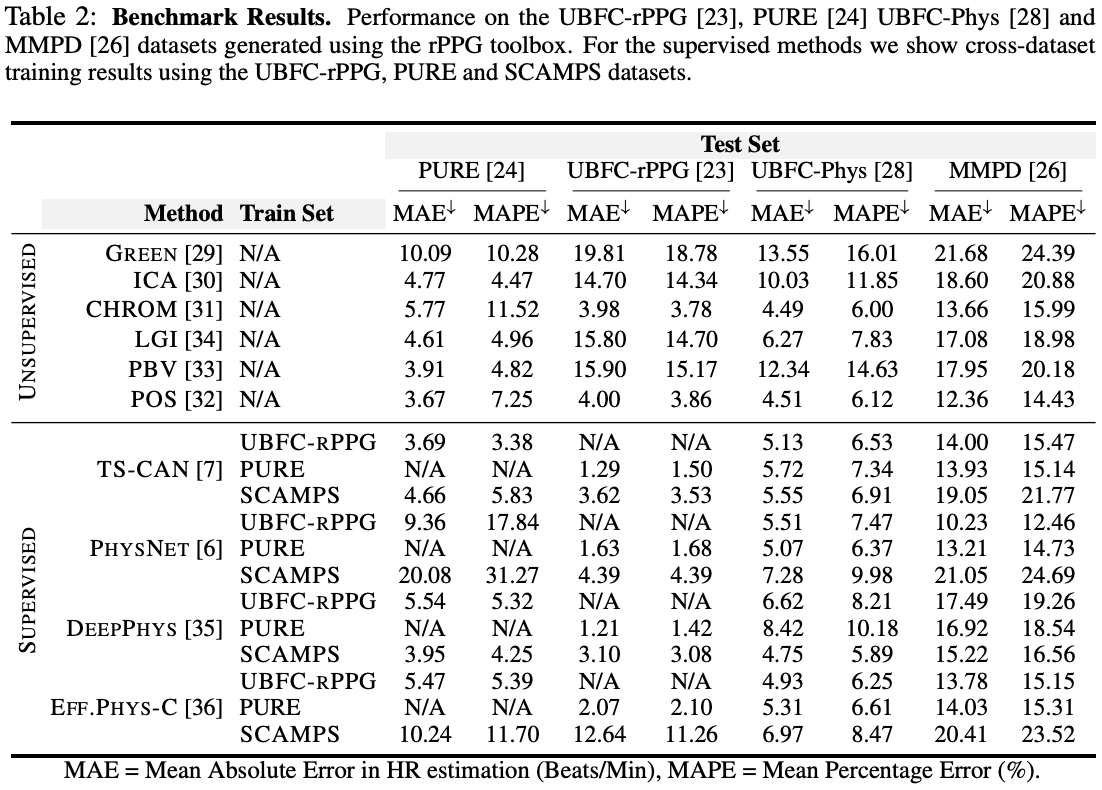 Table 2: Benchmark Results. Performance on the UBFC-rPPG [23], PURE [24] UBFC-Phys [28] and
MMPD [26] datasets generated using the rPPG toolbox. For the supervised methods we show cross-dataset
training results using the UBFC-rPPG, PURE and SCAMPS datasets.
Test Set
PURE [24] UBFC-rPPG [23] UBFC-Phys [28] MMPD [26]
Method Train Set MAE↓ MAPE↓ MAE↓ MAPE↓ MAE↓ MAPE↓ MAE↓ MAPE↓
UNSUPERVISED
GREEN [29] N/A 10.09 10.28 19.81 18.78 13.55 16.01 21.68 24.39
ICA [30] N/A 4.77 4.47 14.70 14.34 10.03 11.85 18.60 20.88
CHROM [31] N/A 5.77 11.52 3.98 3.78 4.49 6.00 13.66 15.99
LGI [34] N/A 4.61 4.96 15.80 14.70 6.27 7.83 17.08 18.98
PBV [33] N/A 3.91 4.82 15.90 15.17 12.34 14.63 17.95 20.18
POS [32] N/A 3.67 7.25 4.00 3.86 4.51 6.12 12.36 14.43
SUPERVISED
UBFC-RPPG 3.69 3.38 N/A N/A 5.13 6.53 14.00 15.47
TS-CAN [7] PURE N/A N/A 1.29 1.50 5.72 7.34 13.93 15.14
SCAMPS 4.66 5.83 3.62 3.53 5.55 6.91 19.05 21.77
UBFC-RPPG 9.36 17.84 N/A N/A 5.51 7.47 10.23 12.46
PHYSNET [6] PURE N/A N/A 1.63 1.68 5.07 6.37 13.21 14.73
SCAMPS 20.08 31.27 4.39 4.39 7.28 9.98 21.05 24.69
UBFC-RPPG 5.54 5.32 N/A N/A 6.62 8.21 17.49 19.26
DEEPPHYS [35] PURE N/A N/A 1.21 1.42 8.42 10.18 16.92 18.54
SCAMPS 3.95 4.25 3.10 3.08 4.75 5.89 15.22 16.56
UBFC-RPPG 5.47 5.39 N/A N/A 4.93 6.25 13.78 15.15
EFF.PHYS-C [36] PURE N/A N/A 2.07 2.10 5.31 6.61 14.03 15.31
SCAMPS 10.24 11.70 12.64 11.26 6.97 8.47 20.41 23.52
MAE = Mean Absolute Error in HR estimation (Beats/Min), MAPE = Mean Percentage Error (%).